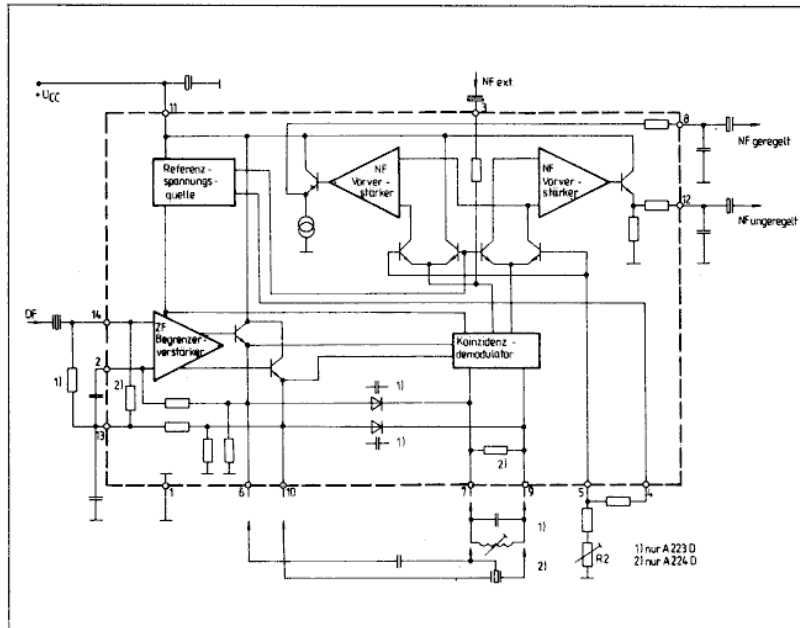 + UCC
11
NF ext.
3
8
NF geregelt
Referenz-
spannungs-
quelle
NF
Vorver-
stärker
NF
Vorver-
stärker
12
NF ungeregelt
DF
14
ZF
Begrenzer-
verstärker
2
Koinzidenz-
demodulator
1)
2)
1)
13
1)
2)
1
6
10
7
9
5
4
1)
2)
R2
1) nur A 223 D
2) nur A 224 D